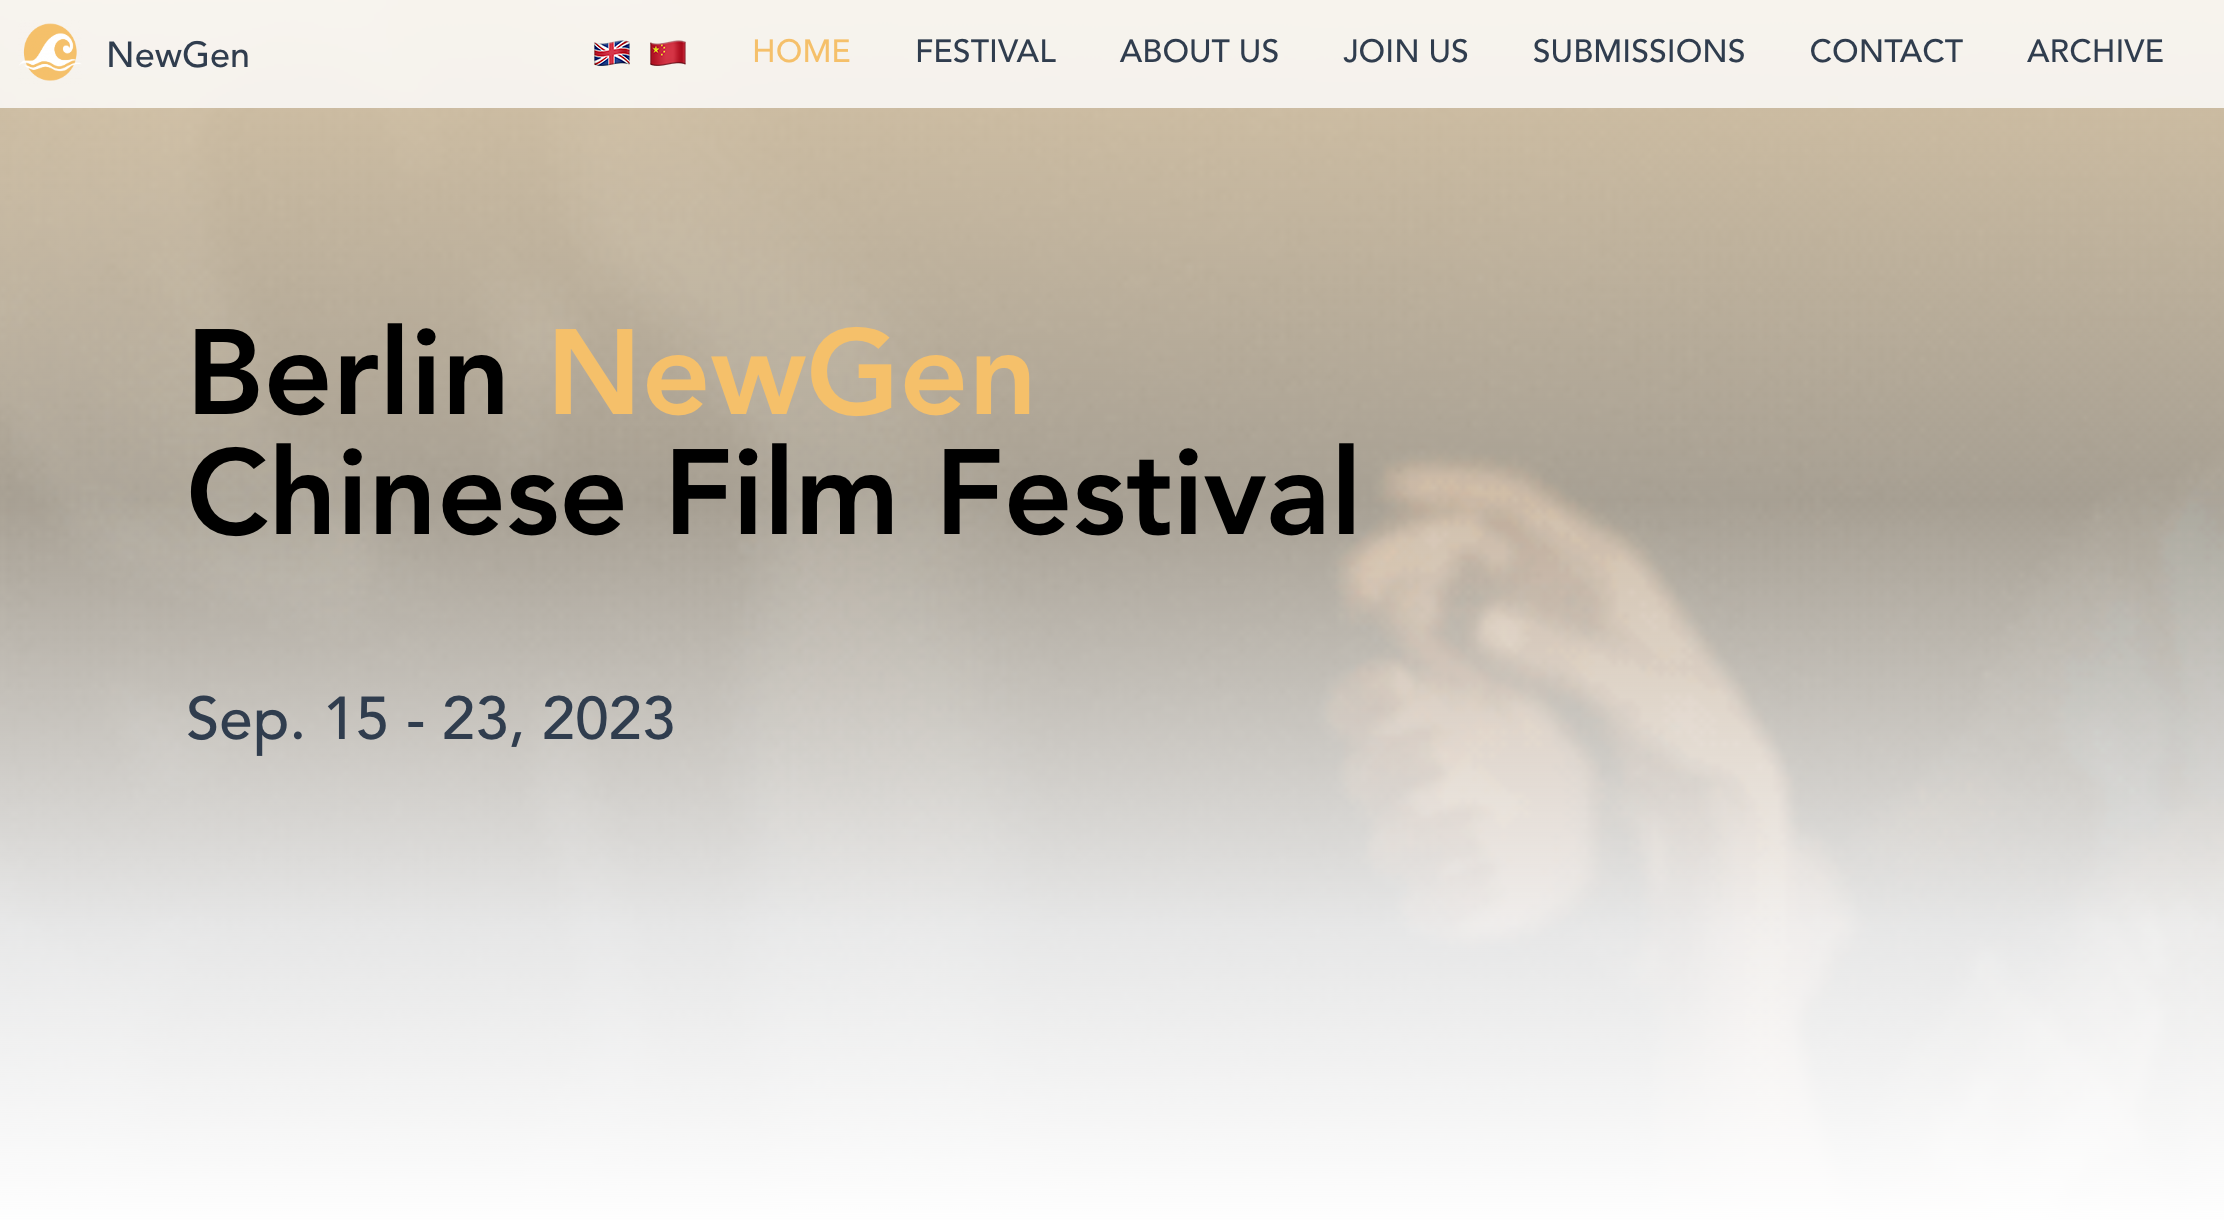 NewGen
HOME FESTIVAL ABOUT US JOIN US SUBMISSIONS CONTACT ARCHIVE
Berlin NewGen
Chinese Film Festival
Sep. 15 - 23, 2023